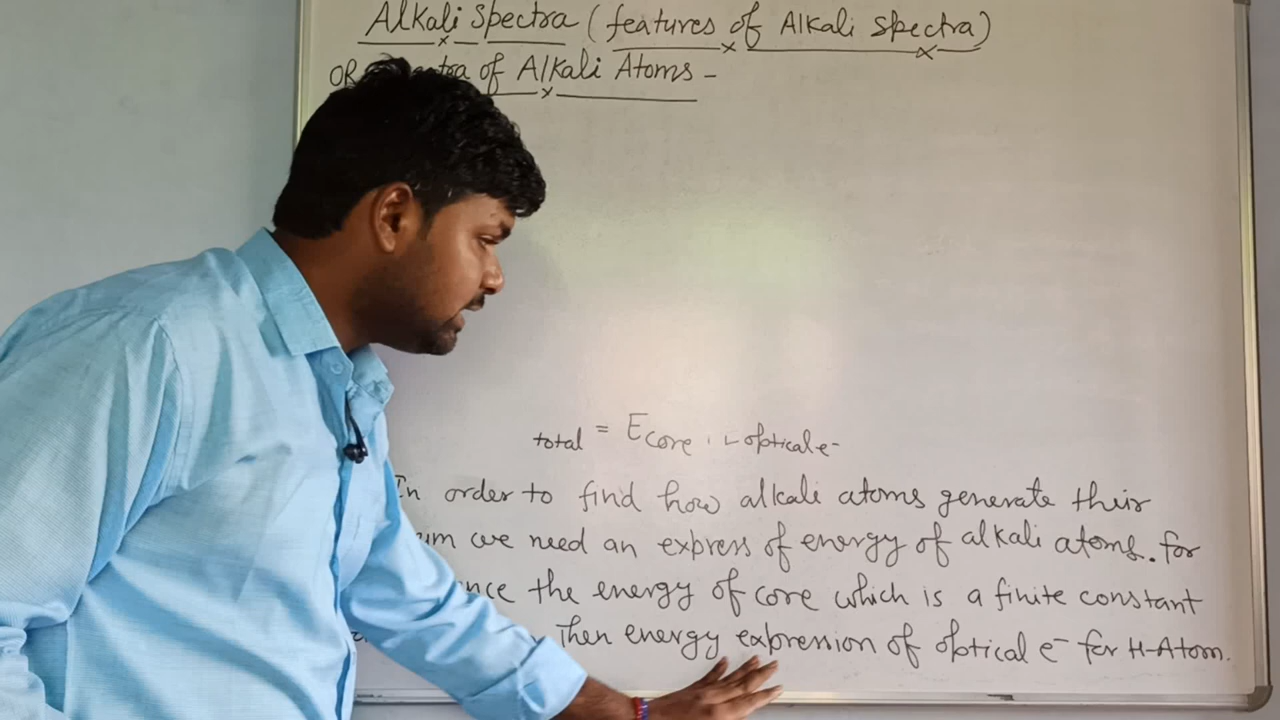 Alkali Spectra (features of Alkali Spectra)
OR of Alkali Atoms -
total = Ecore optical e-
In order to find how alkali atoms generate their
we need an express of energy of alkali atoms. for
the energy of core which is a finite constant
Then energy expression of optical e- for H-Atom.